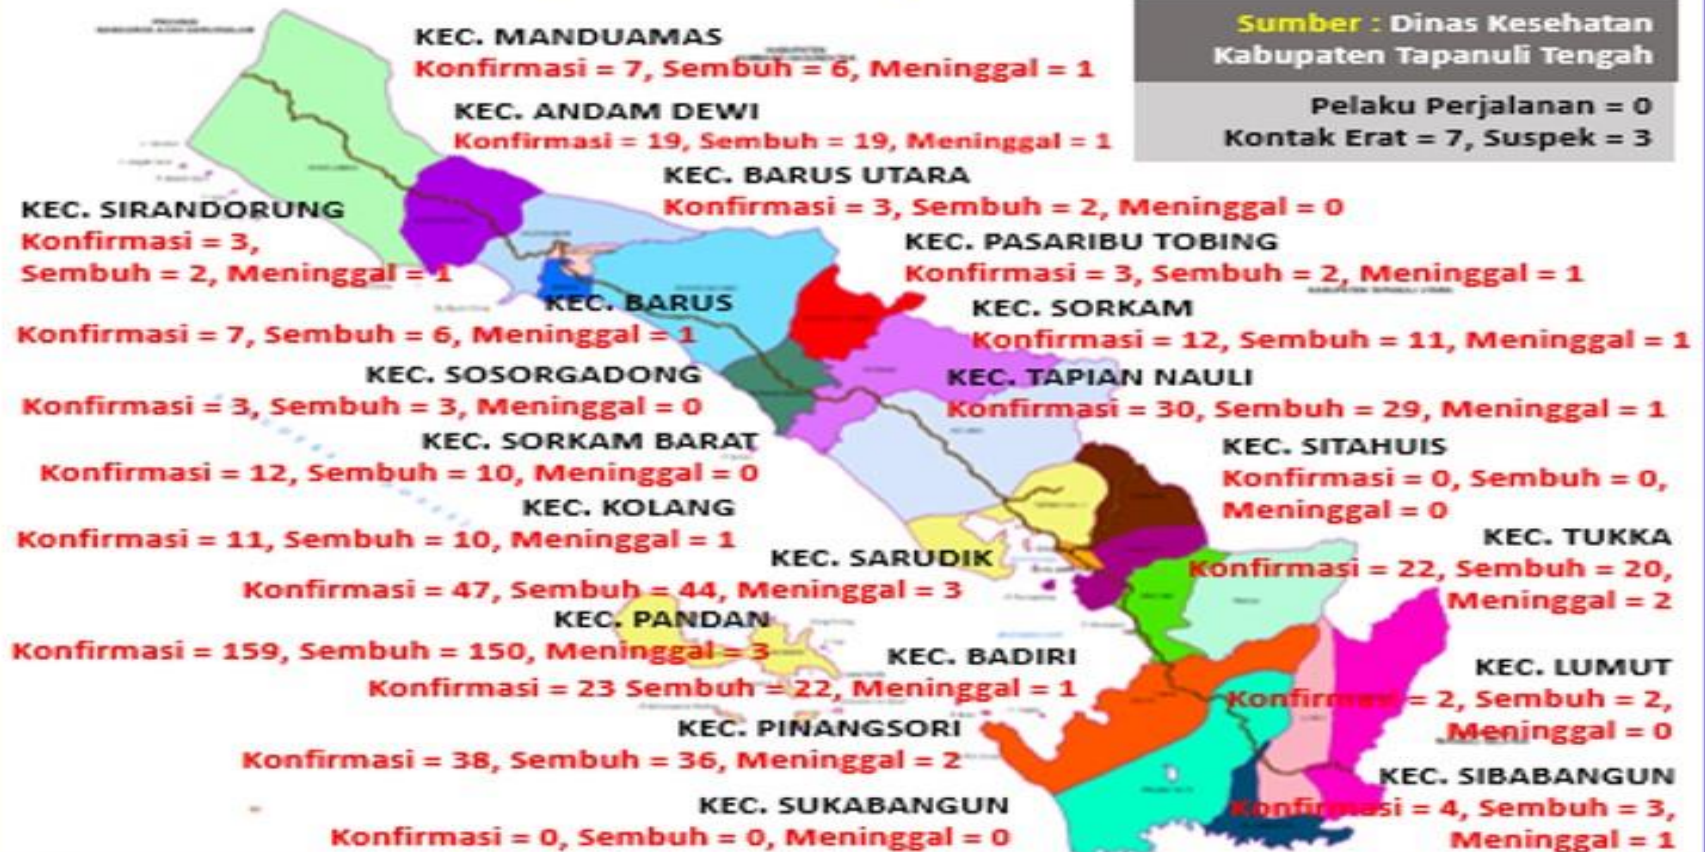 Sumber : Dinas Kesehatan
Kabupaten Tapanuli Tengah
Pelaku Perjalanan = 0
Kontak Erat = 7, Suspek = 3
KEC. MANDUAMAS
Konfirmasi = 7, Sembuh = 6, Meninggal = 1
KEC. ANDAM DEWI
Konfirmasi = 19, Sembuh = 19, Meninggal = 1
KEC. BARUS UTARA
Konfirmasi = 3, Sembuh = 2, Meninggal = 0
KEC. SIRANDORUNG
Konfirmasi = 3,
Sembuh = 2, Meninggal = 1
KEC. PASARIBU TOBING
Konfirmasi = 3, Sembuh = 2, Meninggal = 1
KEC. BARUS
Konfirmasi = 7, Sembuh = 6, Meninggal = 1
KEC. SORKAM
Konfirmasi = 12, Sembuh = 11, Meninggal = 1
KEC. SOSORGADONG
Konfirmasi = 3, Sembuh = 3, Meninggal = 0
KEC. TAPIAN NAULI
Konfirmasi = 30, Sembuh = 29, Meninggal = 1
KEC. SORKAM BARAT
Konfirmasi = 12, Sembuh = 10, Meninggal = 0
KEC. SITAHUIS
Konfirmasi = 0, Sembuh = 0,
Meninggal = 0
KEC. KOLANG
Konfirmasi = 11, Sembuh = 10, Meninggal = 1
KEC. TUKKA
Konfirmasi = 22, Sembuh = 20,
Meninggal = 2
KEC. SARUDIK
Konfirmasi = 47, Sembuh = 44, Meninggal = 3
KEC. PANDAN
Konfirmasi = 159, Sembuh = 150, Meninggal = 3
KEC. BADIRI
Konfirmasi = 23 Sembuh = 22, Meninggal = 1
KEC. LUMUT
Konfirmasi = 2, Sembuh = 2,
Meninggal = 0
KEC. PINANGSORI
Konfirmasi = 38, Sembuh = 36, Meninggal = 2
KEC. SIBABANGUN
Konfirmasi = 4, Sembuh = 3,
Meninggal = 1
KEC. SUKABANGUN
Konfirmasi = 0, Sembuh = 0, Meninggal = 0